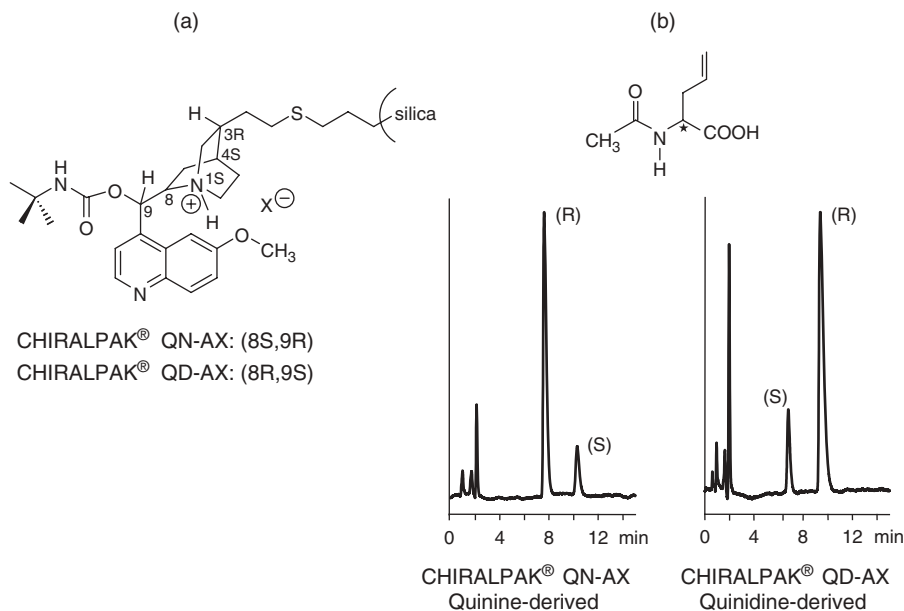 (a)
H
S
silica
3R
4S
H
N
O
O
H
9
8
N
1S
⊕
H
X⊖
O
CH3
N
CHIRALPAK® QN-AX: (8S,9R)
CHIRALPAK® QD-AX: (8R,9S)
(b)
O
CH3
N
H
★
COOH
(R)
(S)
0 4 8 12 min
CHIRALPAK® QN-AX
Quinine-derived
(R)
(S)
0 4 8 12 min
CHIRALPAK® QD-AX
Quinidine-derived